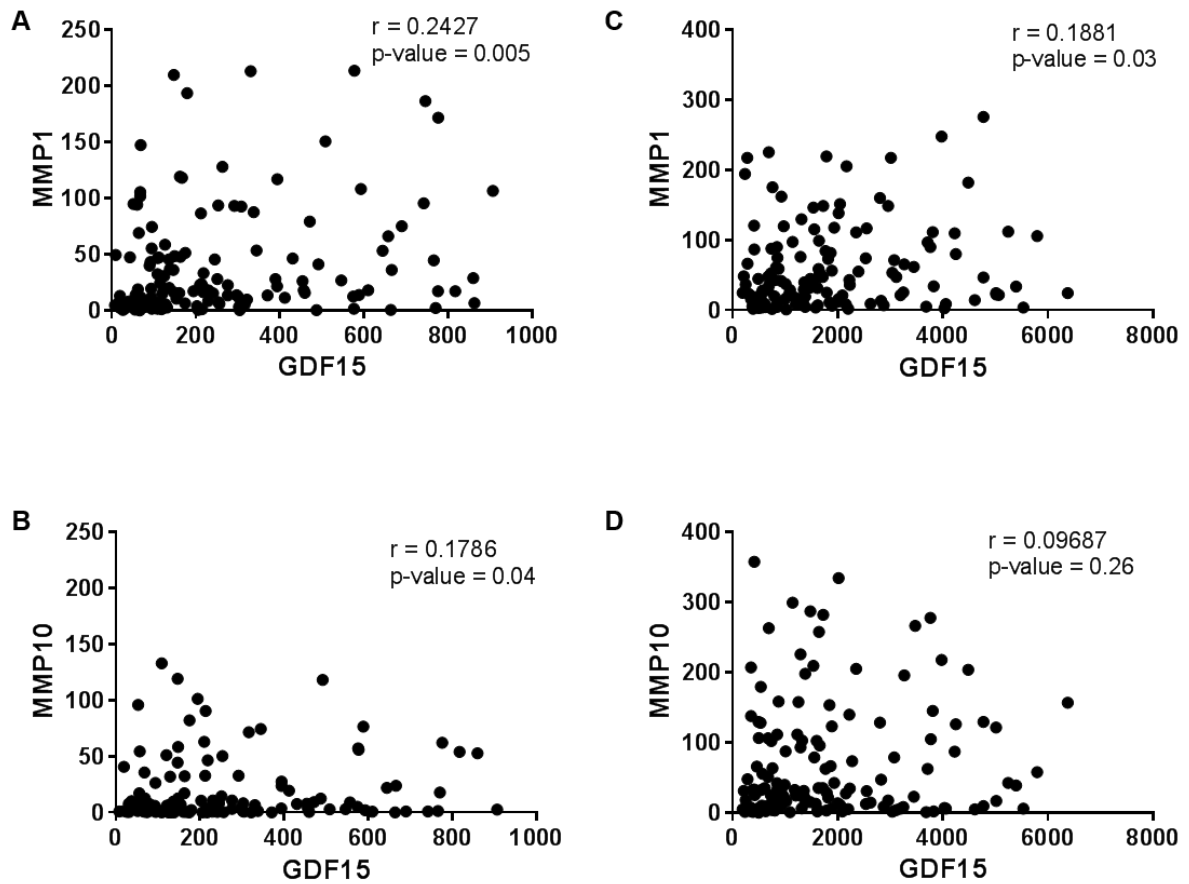 A
r = 0.2427
p-value = 0.005
MMP1
250
200
150
100
50
0
0 200 400 600 800 1000
GDF15
C
r = 0.1881
p-value = 0.03
MMP1
400
300
200
100
0
0 2000 4000 6000 8000
GDF15
B
r = 0.1786
p-value = 0.04
MMP10
250
200
150
100
50
0
0 200 400 600 800 1000
GDF15
D
r = 0.09687
p-value = 0.26
MMP10
400
300
200
100
0
0 2000 4000 6000 8000
GDF15